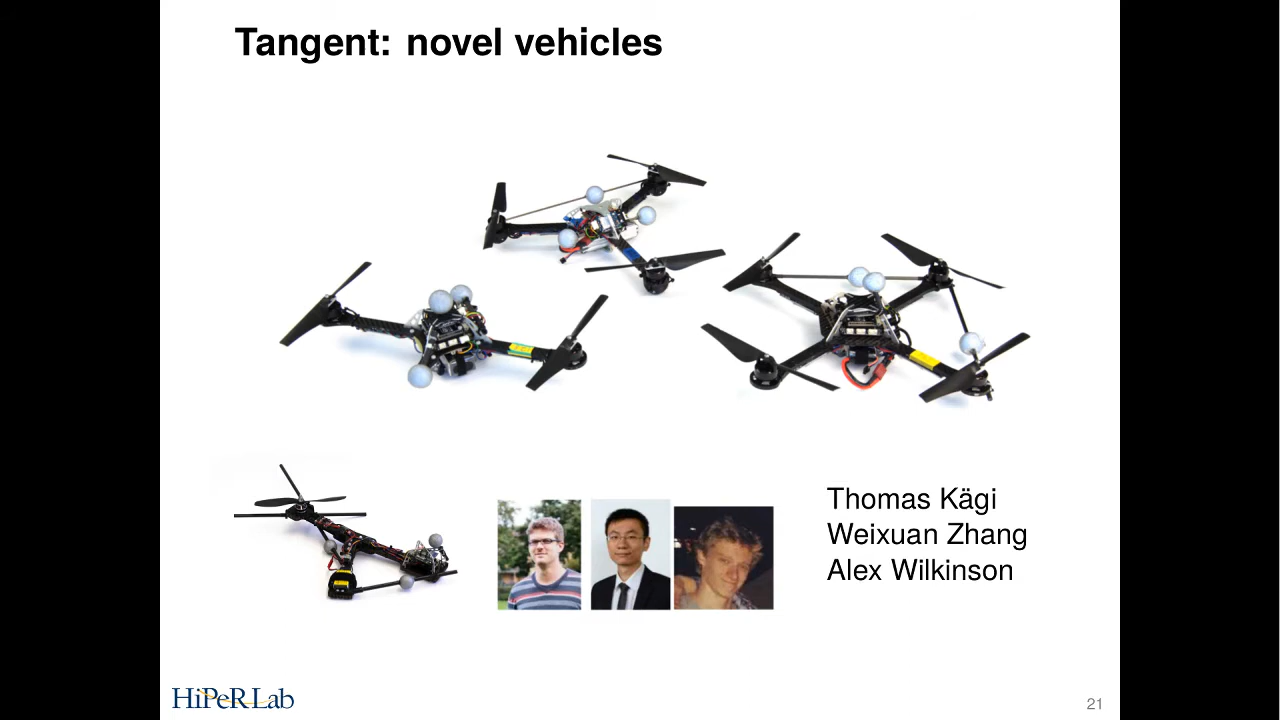 Tangent: novel vehicles
Thomas Kägi
Weixuan Zhang
Alex Wilkinson
HiPeRLab
21